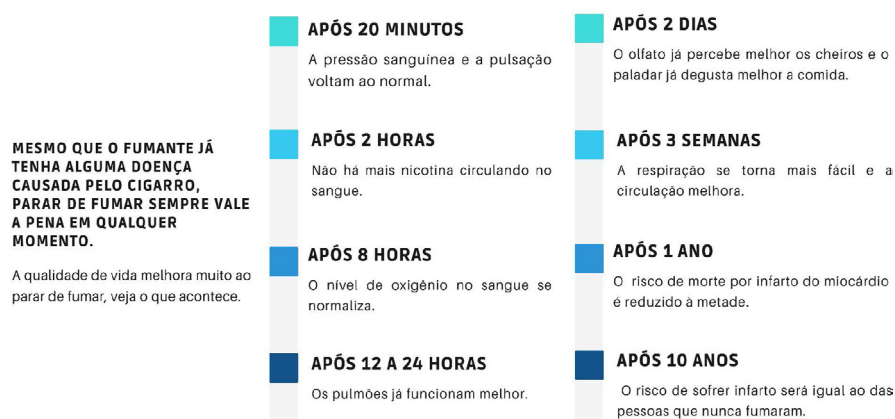 MESMO QUE O FUMANTE JÁ
TENHA ALGUMA DOENÇA
CAUSADA PELO CIGARRO,
PARAR DE FUMAR SEMPRE VALE
A PENA EM QUALQUER
MOMENTO.
A qualidade de vida melhora muito ao
parar de fumar, veja o que acontece.
APÓS 20 MINUTOS
A pressão sanguínea e a pulsação
voltam ao normal.
APÓS 2 HORAS
Não há mais nicotina circulando no
sangue.
APÓS 8 HORAS
O nível de oxigênio no sangue se
normaliza.
APÓS 12 A 24 HORAS
Os pulmões já funcionam melhor.
APÓS 2 DIAS
O olfato já percebe melhor os cheiros e o
paladar já degusta melhor a comida.
APÓS 3 SEMANAS
A respiração se torna mais fácil e a
circulação melhora.
APÓS 1 ANO
O risco de morte por infarto do miocárdio
é reduzido à metade.
APÓS 10 ANOS
O risco de sofrer infarto será igual ao das
pessoas que nunca fumaram.